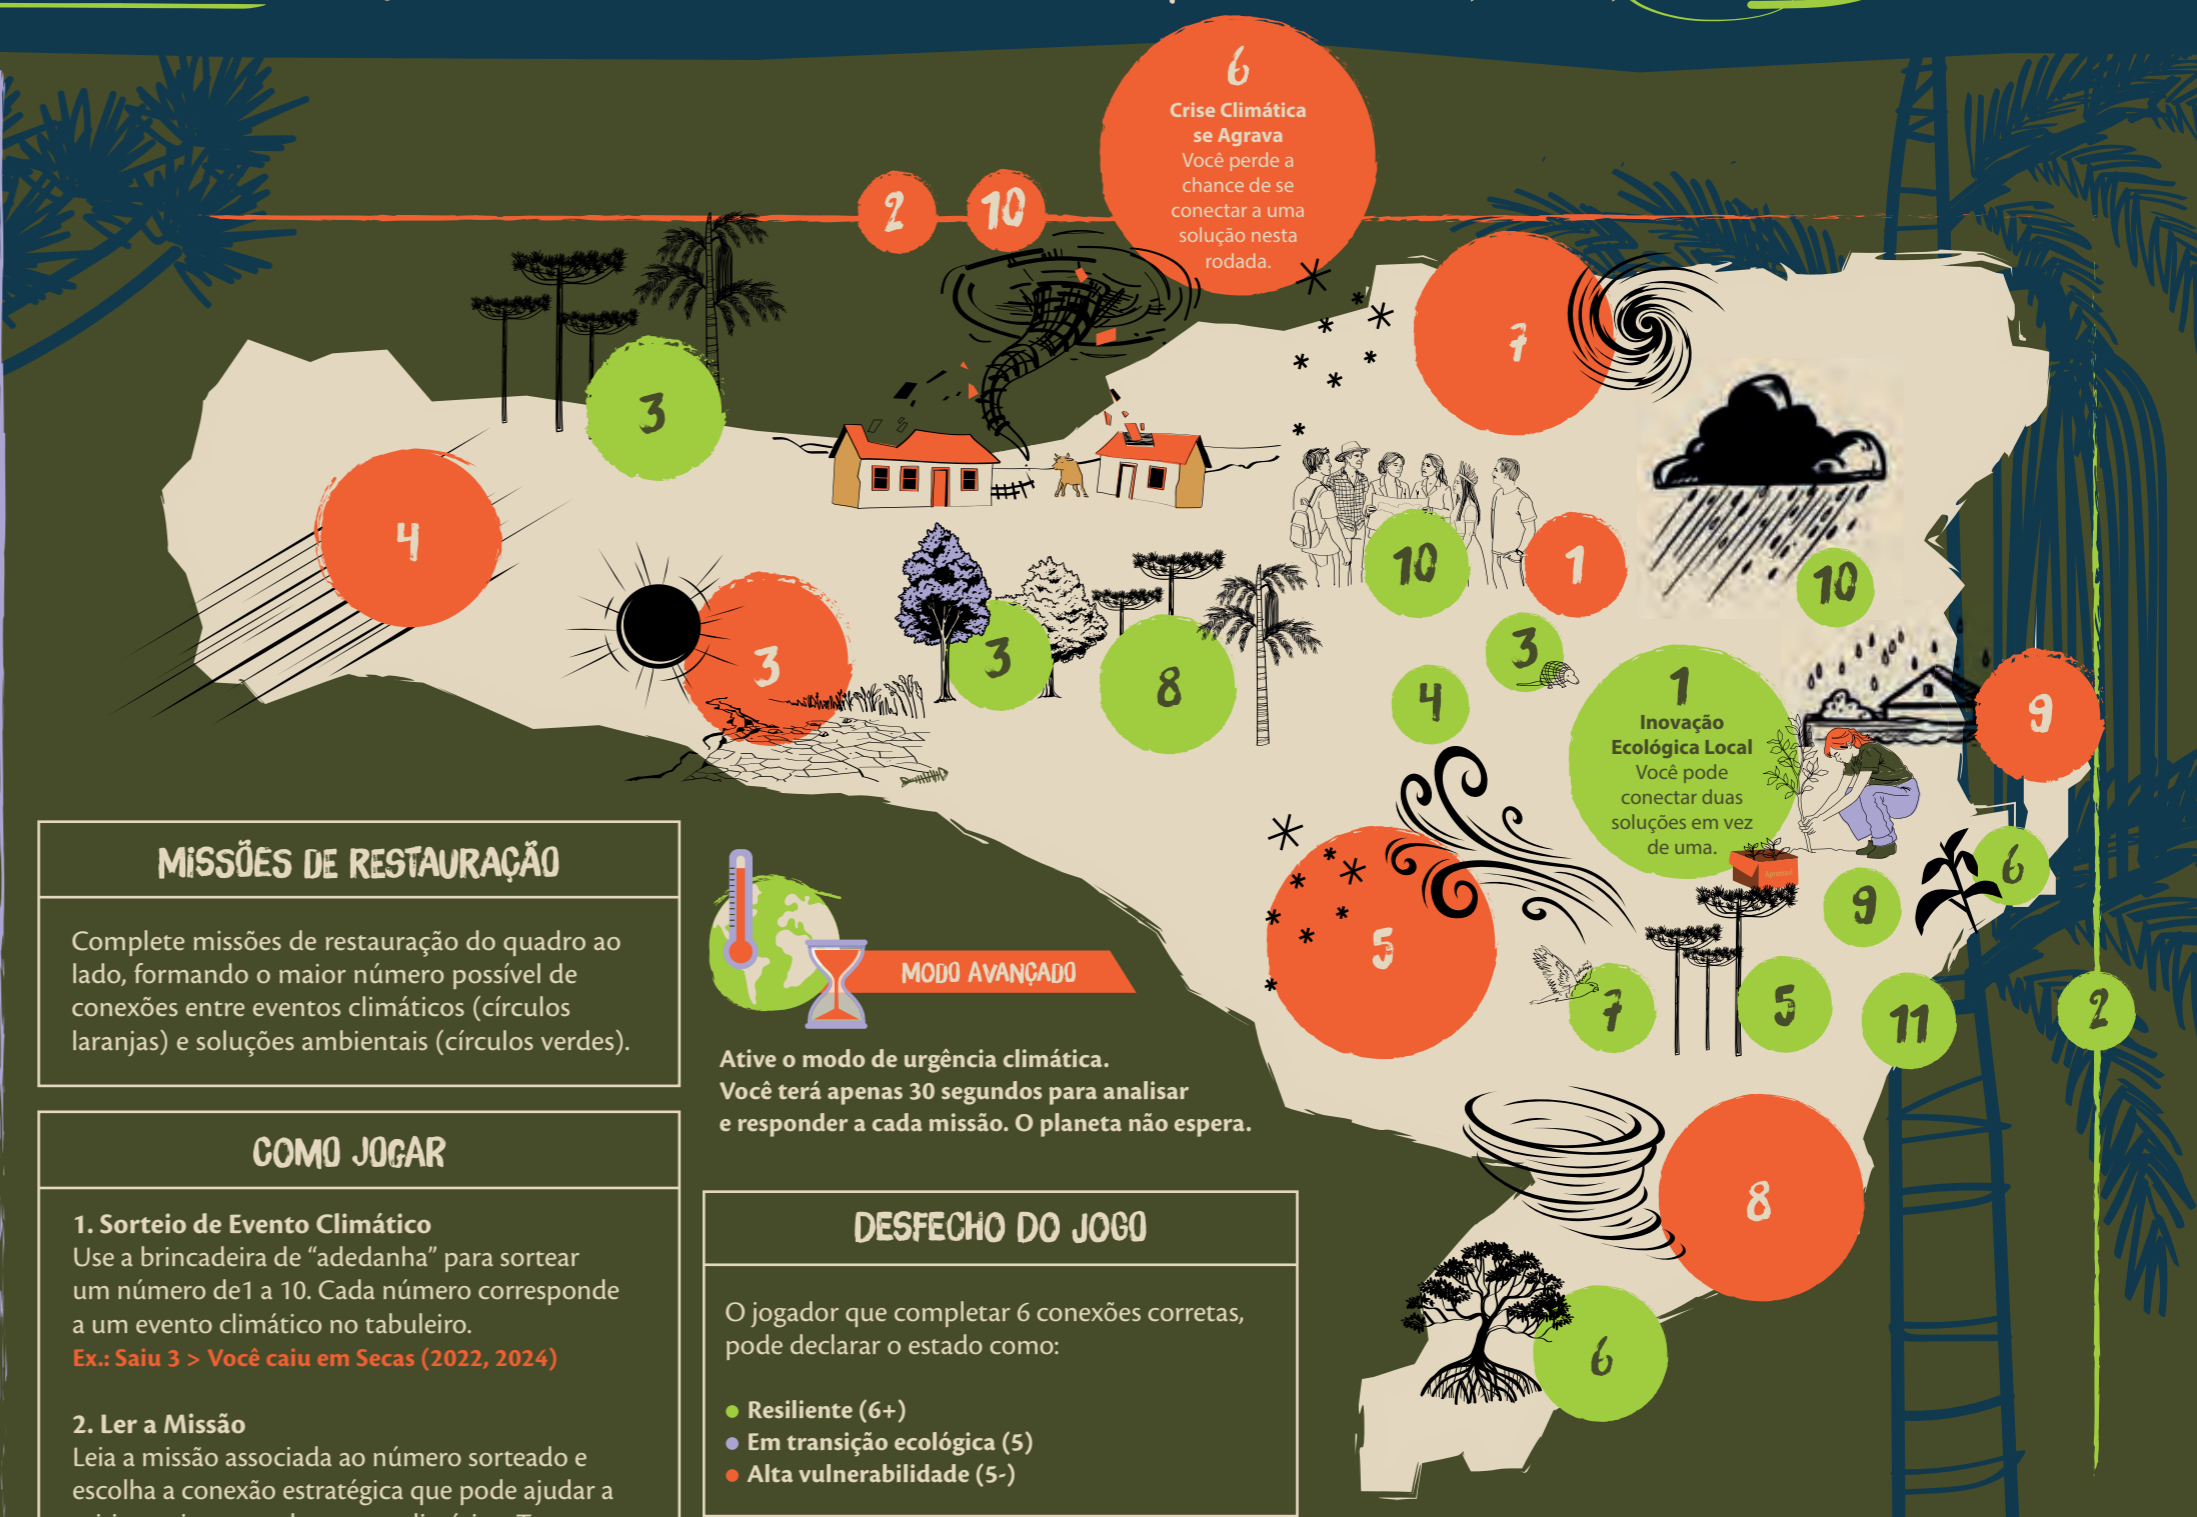 6
Crise Climática
se Agrava
Você perde a
chance de se
conectar a uma
solução nesta
rodada.
2
10
7
3
4
10
1
10
3
3
8
3
4
1
Inovação
Ecológica Local
Você pode
conectar duas
soluções em vez
de uma.
9
6
9
5
7
5
11
2
8
6
MISSÕES DE RESTAURAÇÃO
Complete missões de restauração do quadro ao
lado, formando o maior número possível de
conexões entre eventos climáticos (círculos
laranjas) e soluções ambientais (círculos verdes).
MODO AVANÇADO
Ative o modo de urgência climática.
Você terá apenas 30 segundos para analisar
e responder a cada missão. O planeta não espera.
COMO JOGAR
1. Sorteio de Evento Climático
Use a brincadeira de “adedanha” para sortear
um número de1 a 10. Cada número corresponde
a um evento climático no tabuleiro.
Ex.: Saiu 3 > Você caiu em Secas (2022, 2024)
2. Ler a Missão
Leia a missão associada ao número sorteado e
escolha a conexão estratégica que pode ajudar a
DESFECHO DO JOGO
O jogador que completar 6 conexões corretas,
pode declarar o estado como:
Resiliente (6+)
Em transição ecológica (5)
Alta vulnerabilidade (5-)